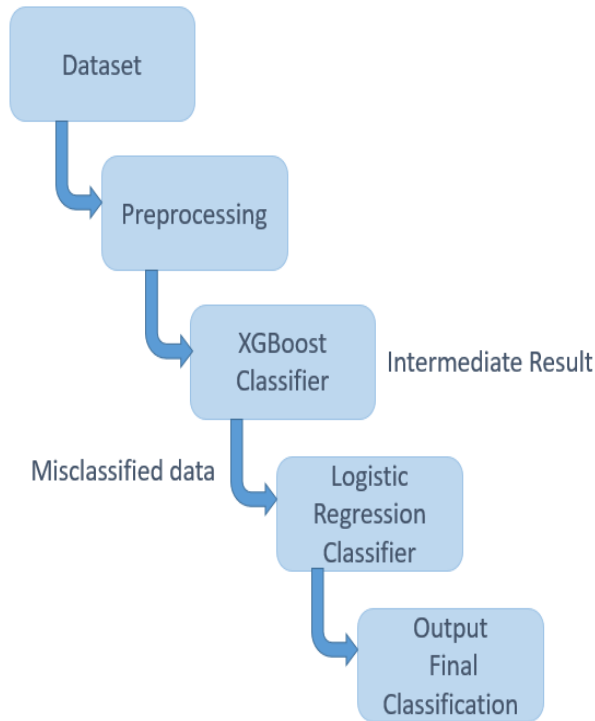 Dataset
Preprocessing
XGBoost
Classifier
Intermediate Result
Misclassified data
Logistic
Regression
Classifier
Output
Final
Classification